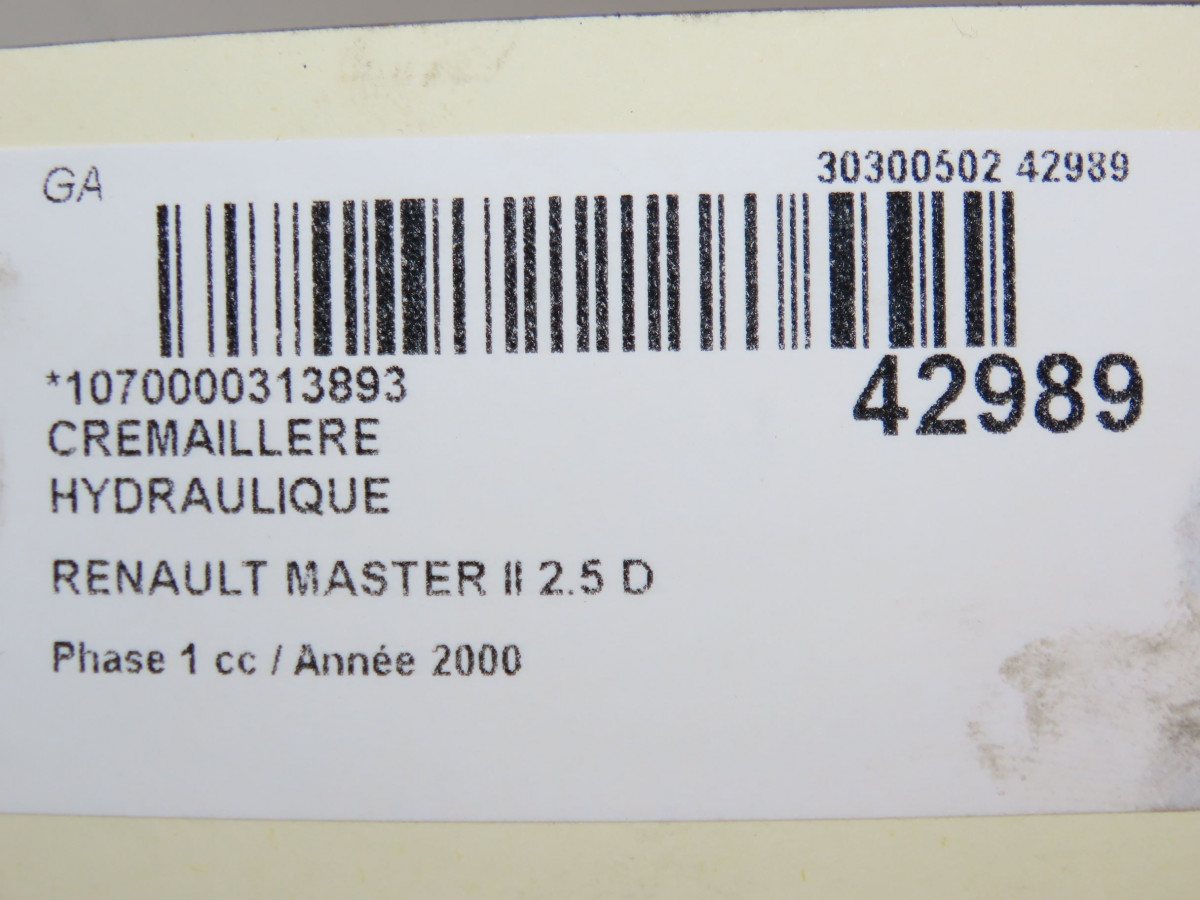 GA
30300502 42989
*1070000313893
42989
CREMAILLERE
HYDRAULIQUE
RENAULT MASTER II 2.5 D
Phase 1 cc / Année 2000